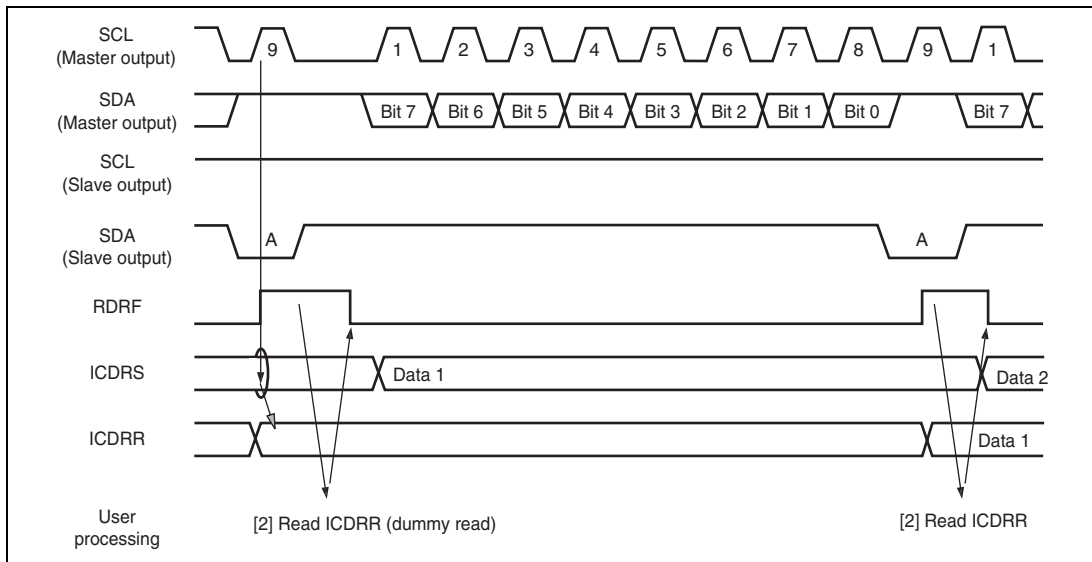 SCL
(Master output)
9 1 2 3 4 5 6 7 8 9 1
SDA
(Master output)
Bit 7 Bit 6 Bit 5 Bit 4 Bit 3 Bit 2 Bit 1 Bit 0 Bit 7
SCL
(Slave output)
SDA
(Slave output)
A A
RDRF
ICDRS
Data 1 Data 2
ICDRR
Data 1
User
processing
[2] Read ICDRR (dummy read) [2] Read ICDRR